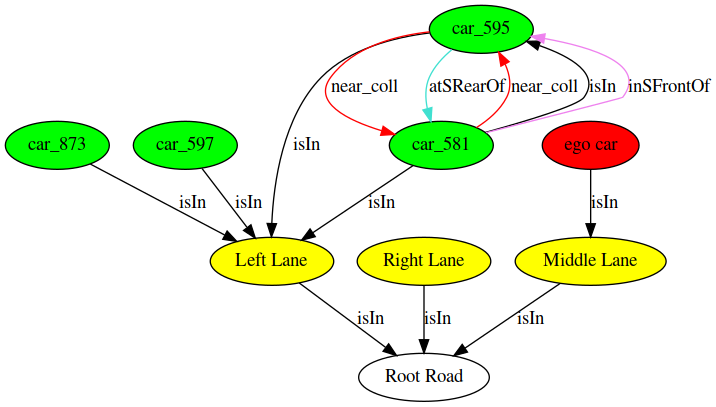 car_595
near_coll atSRearOf near_coll isIn inSFrontOf
isIn
car_873 car_597 car_581 ego car
isIn isIn isIn isIn
Left Lane Right Lane Middle Lane
isIn isIn isIn
Root Road